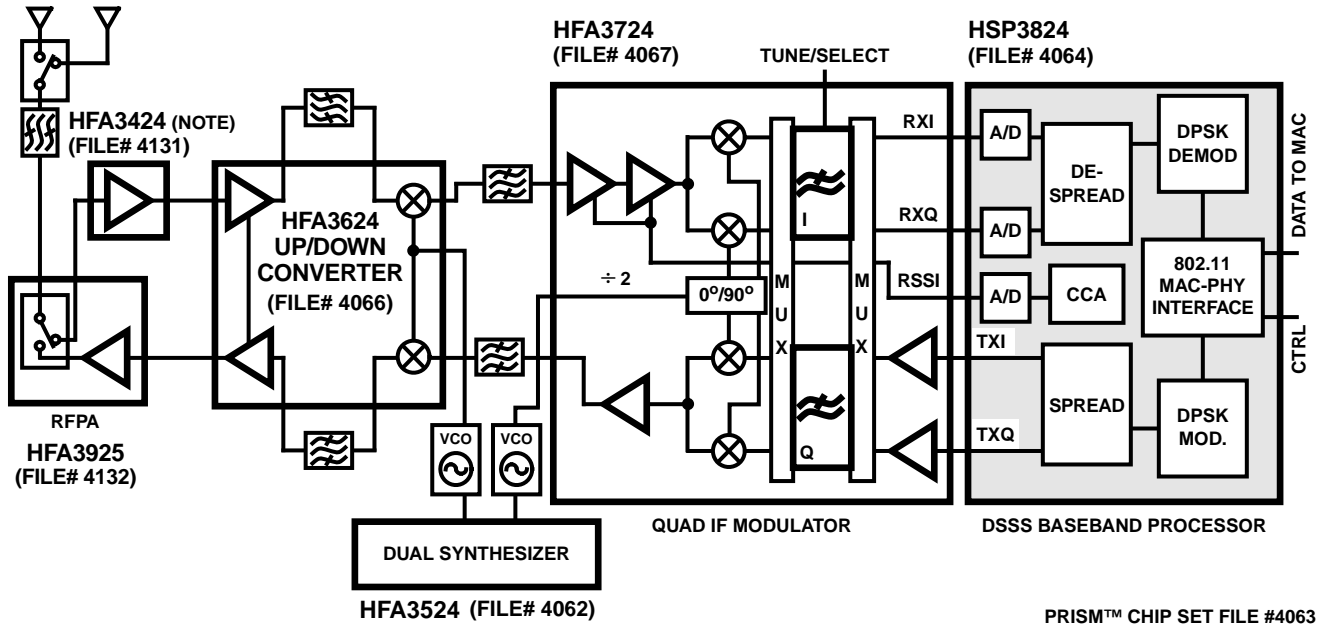 HFA3424 (NOTE)
(FILE# 4131)
HFA3624
UP/DOWN
CONVERTER
(FILE# 4066)
RFPA
HFA3925
(FILE# 4132)
VCO
VCO
DUAL SYNTHESIZER
HFA3524 (FILE# 4062)
HFA3724
(FILE# 4067)
TUNE/SELECT
I
÷ 2
0o/90o
M
U
X
M
U
X
Q
RXI
RXQ
RSSI
TXI
TXQ
QUAD IF MODULATOR
HSP3824
(FILE# 4064)
A/D
A/D
A/D
DE-
SPREAD
CCA
DPSK
DEMOD
802.11
MAC-PHY
INTERFACE
SPREAD
DPSK
MOD.
DATA TO MAC
CTRL
DSSS BASEBAND PROCESSOR
PRISM™ CHIP SET FILE #4063